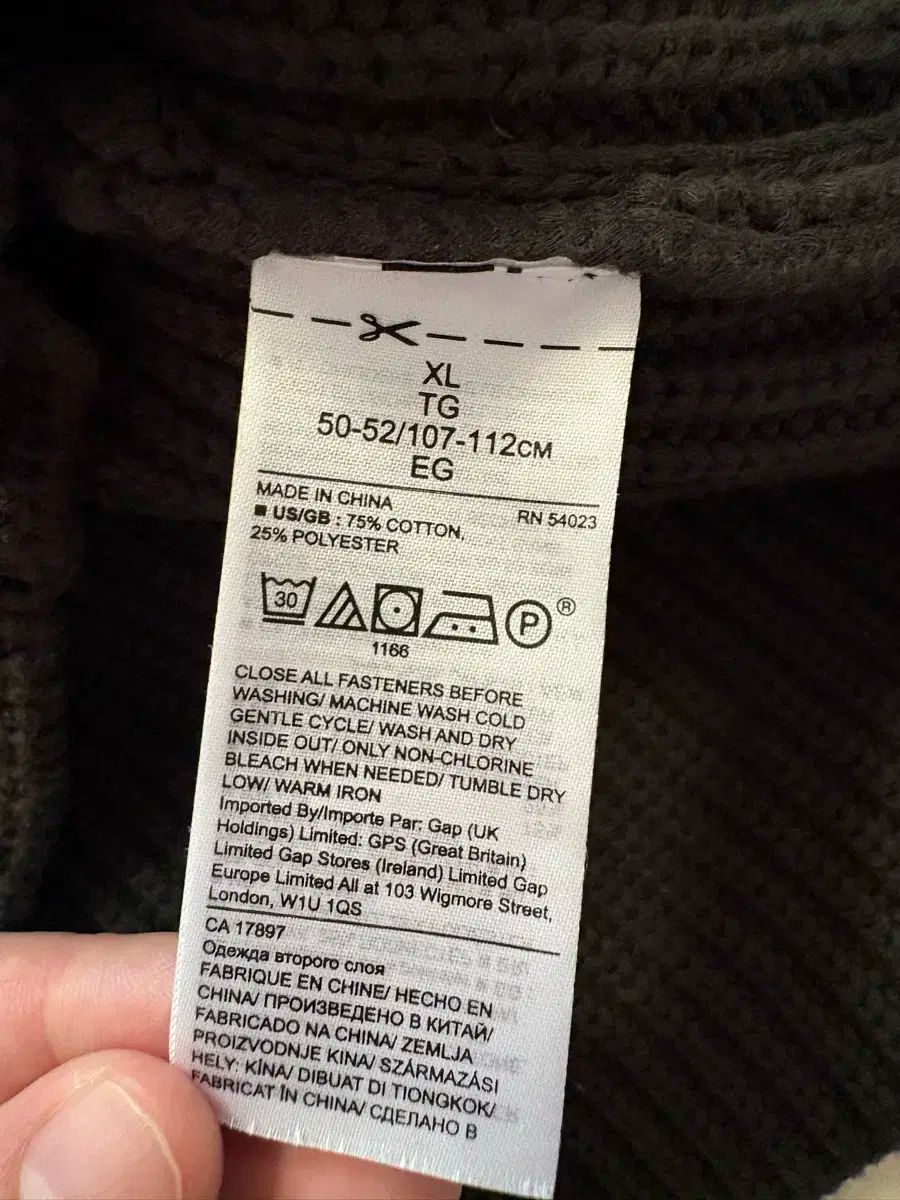 XL
TG
50-52/107-112см
EG
MADE IN CHINA
RN 54023
■ US/GB : 75% COTTON,
25% POLYESTER
30
P ®
1166
CLOSE ALL FASTENERS BEFORE
WASHING/ MACHINE WASH COLD
GENTLE CYCLE/ WASH AND DRY
INSIDE OUT/ ONLY NON-CHLORINE
BLEACH WHEN NEEDED/ TUMBLE DRY
LOW/ WARM IRON
Imported By/Importe Par: Gap (UK
Holdings) Limited: GPS (Great Britain)
Limited Gap Stores (Ireland) Limited Gap
Europe Limited All at 103 Wigmore Street,
London, W1U 1QS
CA 17897
Одежда второго слоя
FABRIQUE EN CHINE/ HECHO EN
CHINA/ ПРОИЗВЕДЕНО В КИТАЙ/
FABRICADO NA CHINA/ ZEMLJA
PROIZVODNJE KINA/ SZÁRMAZÁSI
HELY: KÍNA/ DIBUAT DI TIONGKOK/
FABRICAT ÎN CHINA/ СДЕЛАНО В